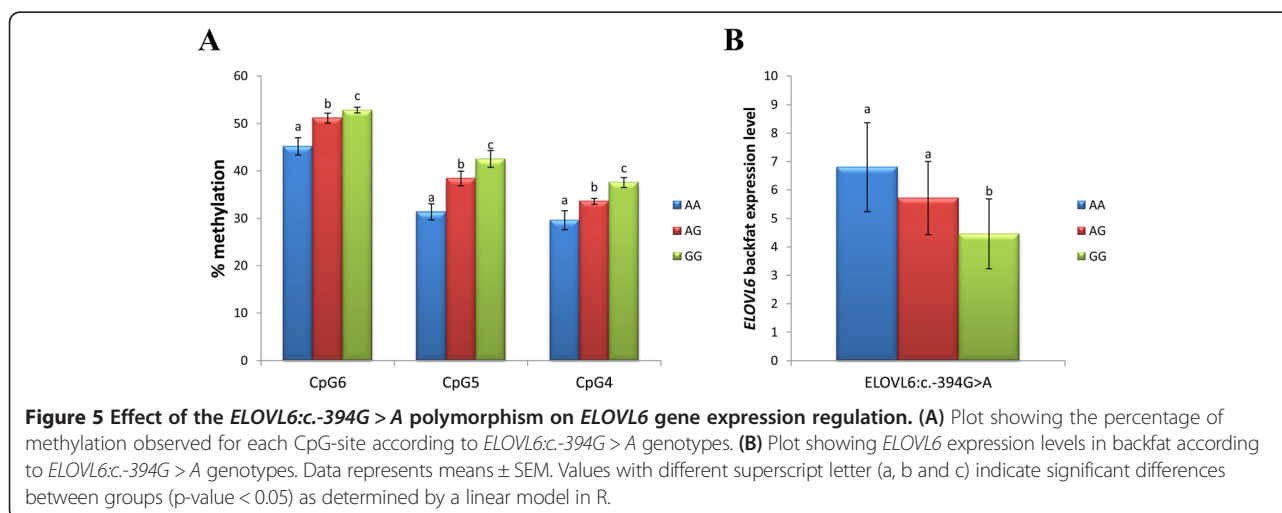 A
B
% methylation
60
50
40
30
20
10
0
a
b
c
a
b
c
a
b
c
CpG6
CpG5
CpG4
AA
AG
GG
ELOVL6 backfat expression level
10
9
8
7
6
5
4
3
2
1
0
a
a
b
ELOVL6:c.-394G>A
AA
AG
GG
Figure 5 Effect of the ELOVL6:c.-394G > A polymorphism on ELOVL6 gene expression regulation. (A) Plot showing the percentage of
methylation observed for each CpG-site according to ELOVL6:c.-394G > A genotypes. (B) Plot showing ELOVL6 expression levels in backfat according
to ELOVL6:c.-394G > A genotypes. Data represents means ± SEM. Values with different superscript letter (a, b and c) indicate significant differences
between groups (p-value < 0.05) as determined by a linear model in R.